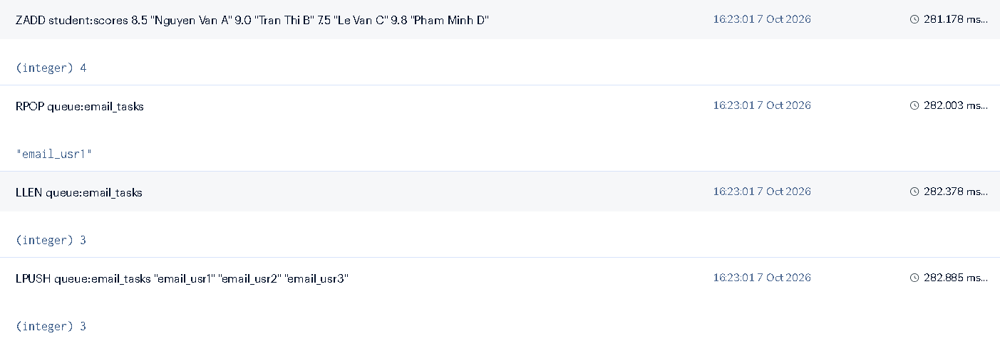 ZADD student:scores 8.5 "Nguyen Van A" 9.0 "Tran Thi B" 7.5 "Le Van C" 9.8 "Pham Minh D" 16:23:01 7 Oct 2026 281.178 ms...
(integer) 4
RPOP queue:email_tasks 16:23:01 7 Oct 2026 282.003 ms...
"email_usr1"
LLEN queue:email_tasks 16:23:01 7 Oct 2026 282.378 ms...
(integer) 3
LPUSH queue:email_tasks "email_usr1" "email_usr2" "email_usr3" 16:23:01 7 Oct 2026 282.885 ms...
(integer) 3